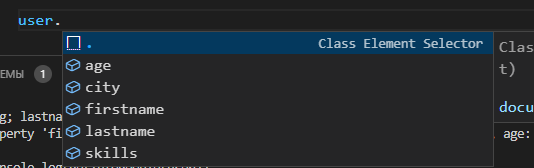 user.
. Class Element Selector
Clas
age
t)
ЕМЫ 1
city
firstname
docu
g; lastna
lastname
age:
perty 'fi
skills